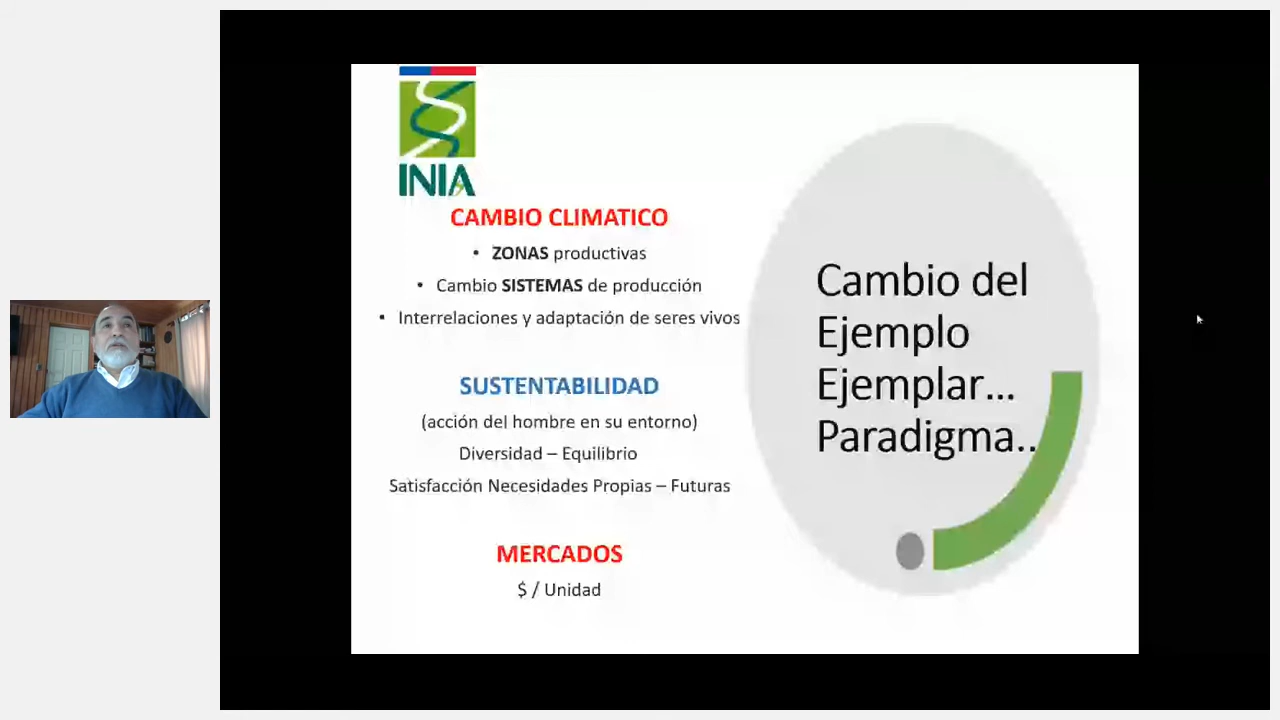 INIA
CAMBIO CLIMATICO
• ZONAS productivas
• Cambio SISTEMAS de producción
• Interrelaciones y adaptación de seres vivos
SUSTENTABILIDAD
(acción del hombre en su entorno)
Diversidad – Equilibrio
Satisfacción Necesidades Propias – Futuras
MERCADOS
$ / Unidad
Cambio del
Ejemplo
Ejemplar...
Paradigma..